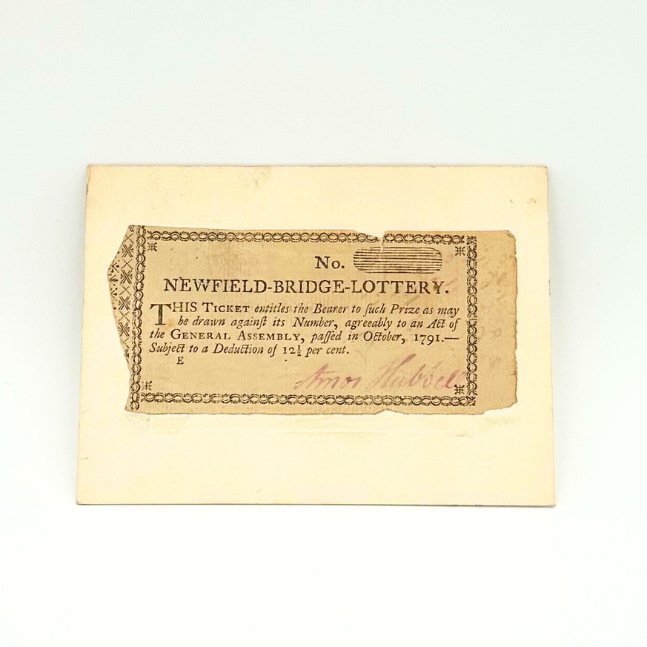 No.
NEWFIELD-BRIDGE-LOTTERY.
THIS TICKET entitles the Bearer to ſuch Prize as may
be drawn againſt its Number, agreeably to an Act of
the GENERAL ASSEMBLY, paſſed in October, 1791.—
Subject to a Deduction of 12½ per cent.
E
Amos Hubbell